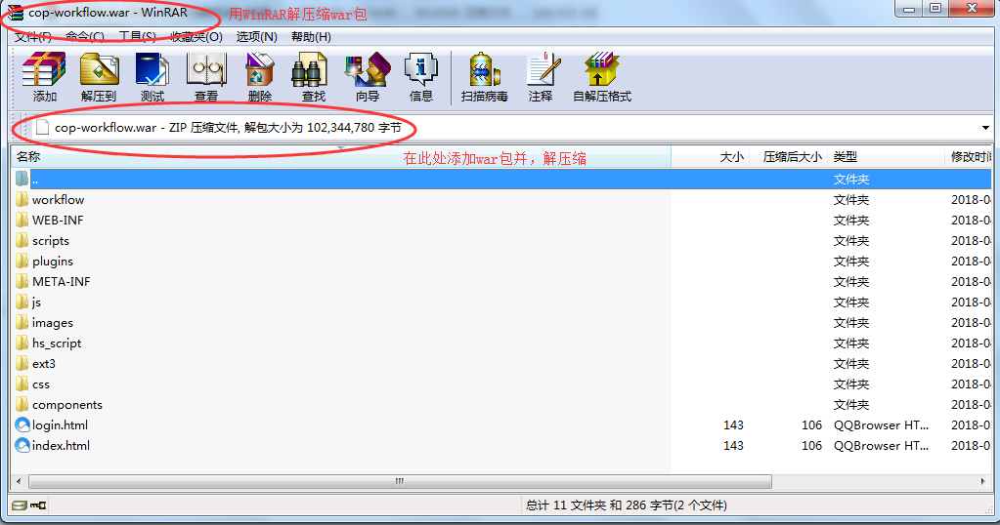 cop-workflow.war - WinRAR 用WinRAR解压缩war包
文件(F) 命令(C) 工具(S) 收藏夹(O) 选项(N) 帮助(H)
添加 解压到 测试 查看 删除 查找 向导 信息 扫描病毒 注释 自解压格式
cop-workflow.war - ZIP 压缩文件, 解包大小为 102,344,780 字节
名称 在此处添加war包并，解压缩 大小 压缩后大小 类型 修改时间
.. 文件夹
workflow 文件夹 2018-0
WEB-INF 文件夹 2018-0
scripts 文件夹 2018-0
plugins 文件夹 2018-0
META-INF 文件夹 2018-0
js 文件夹 2018-0
images 文件夹 2018-0
hs_script 文件夹 2018-0
ext3 文件夹 2018-0
css 文件夹 2018-0
components 文件夹 2018-0
login.html 143 106 QQBrowser HT... 2018-0
index.html 143 106 QQBrowser HT... 2018-0
总计 11 文件夹 和 286 字节(2 个文件)